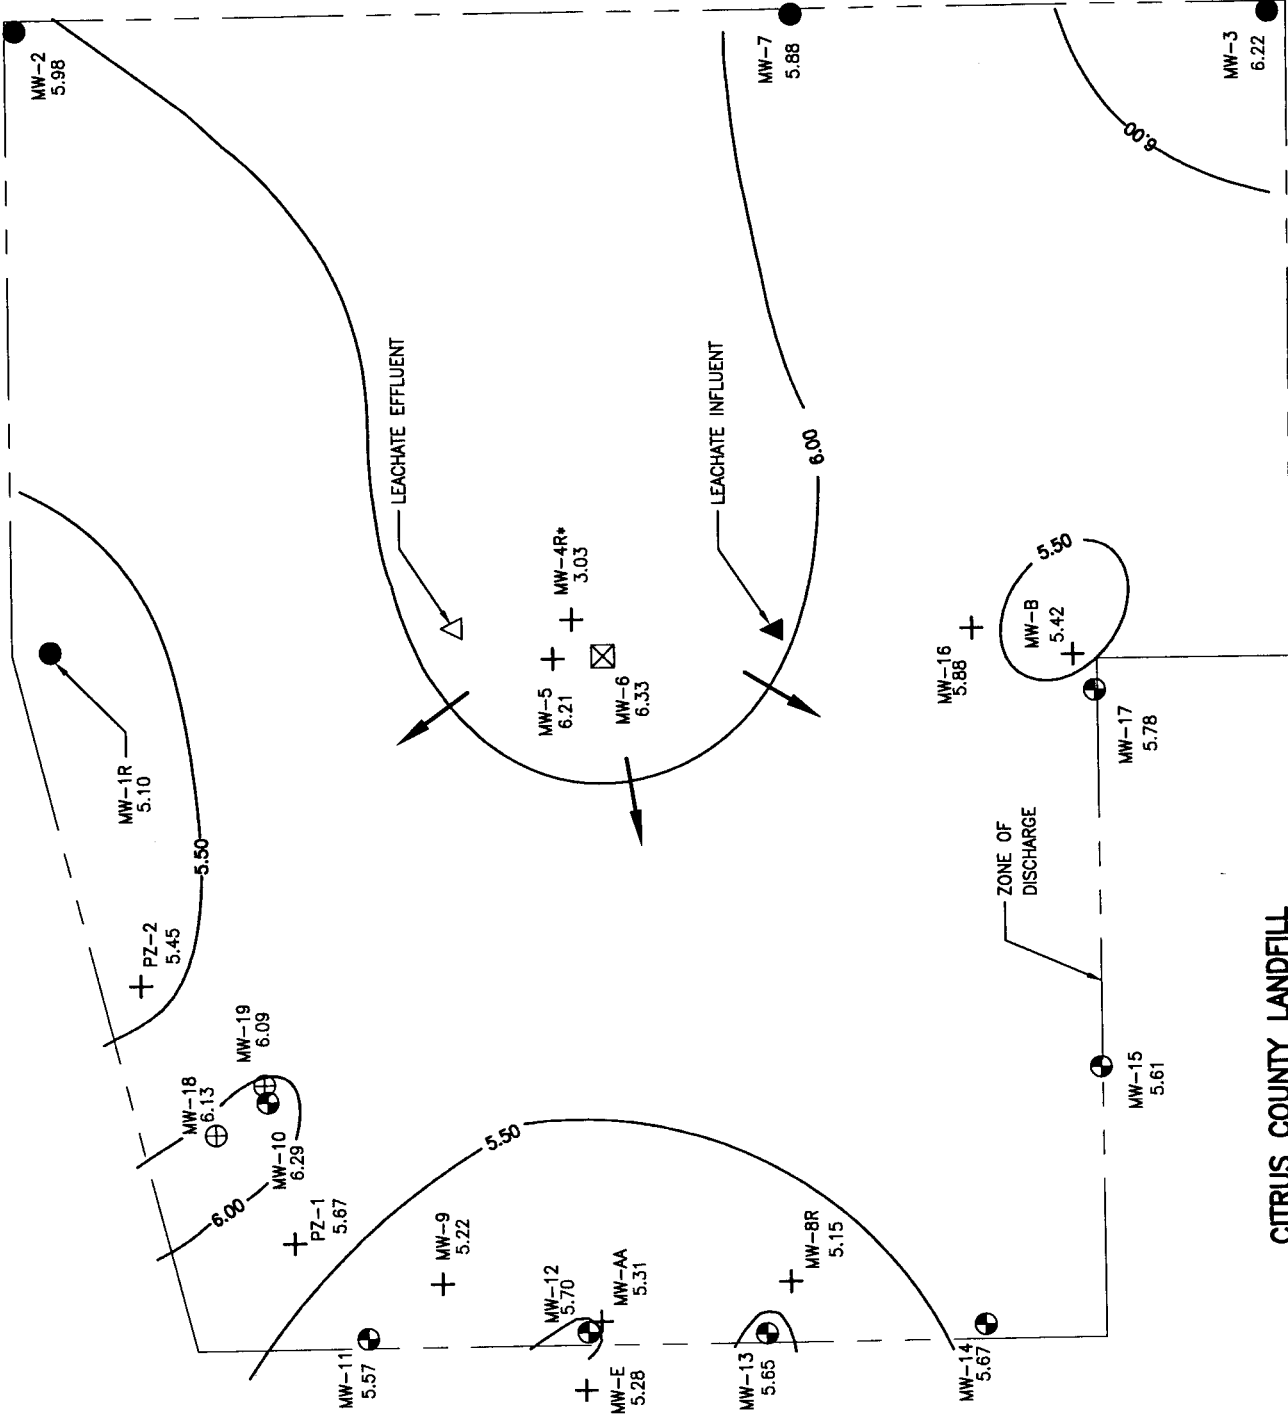 MW-2
5.98
MW-7
5.88
MW-3
6.22
6.00
LEACHATE EFFLUENT
LEACHATE INFLUENT
6.00
MW-4R*
3.03
MW-5
6.21
MW-6
6.33
5.50
MW-B
5.42
MW-16
5.88
MW-17
5.78
MW-1R
5.10
5.50
PZ-2
5.45
ZONE OF
DISCHARGE
MW-19
6.09
MW-18
6.13
MW-10
6.29
6.00
PZ-1
5.67
5.50
MW-15
5.61
MW-9
5.22
MW-12
5.70
MW-AA
5.31
MW-8R
5.15
MW-11
5.57
MW-E
5.28
MW-13
5.65
MW-14
5.67
CITRUS COUNTY LANDFILL